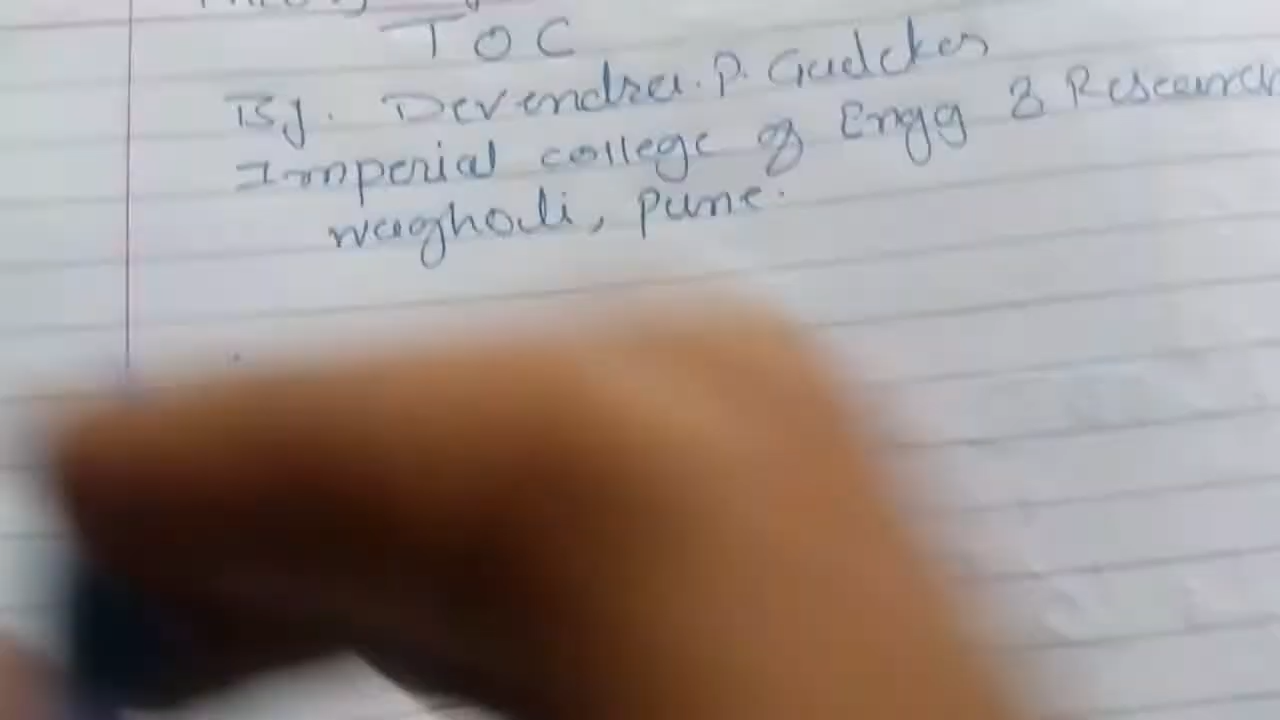 TOC
By. Devendra.P. Gadekar
Imperial college of Engg & Research
wagholi, pune.